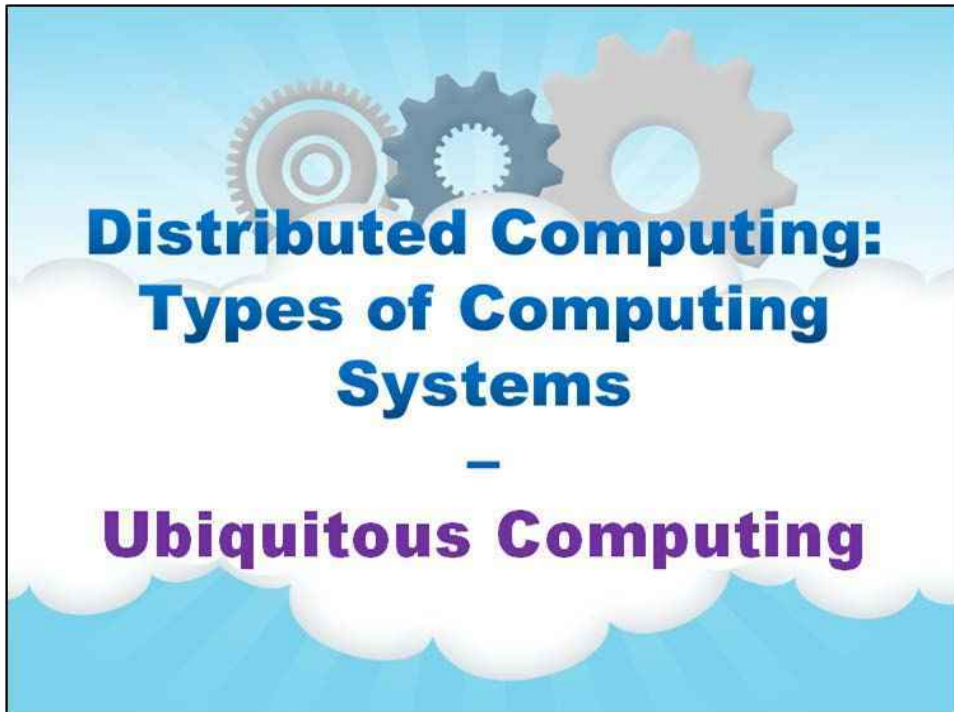 Distributed Computing:
Types of Computing
Systems
–
Ubiquitous Computing